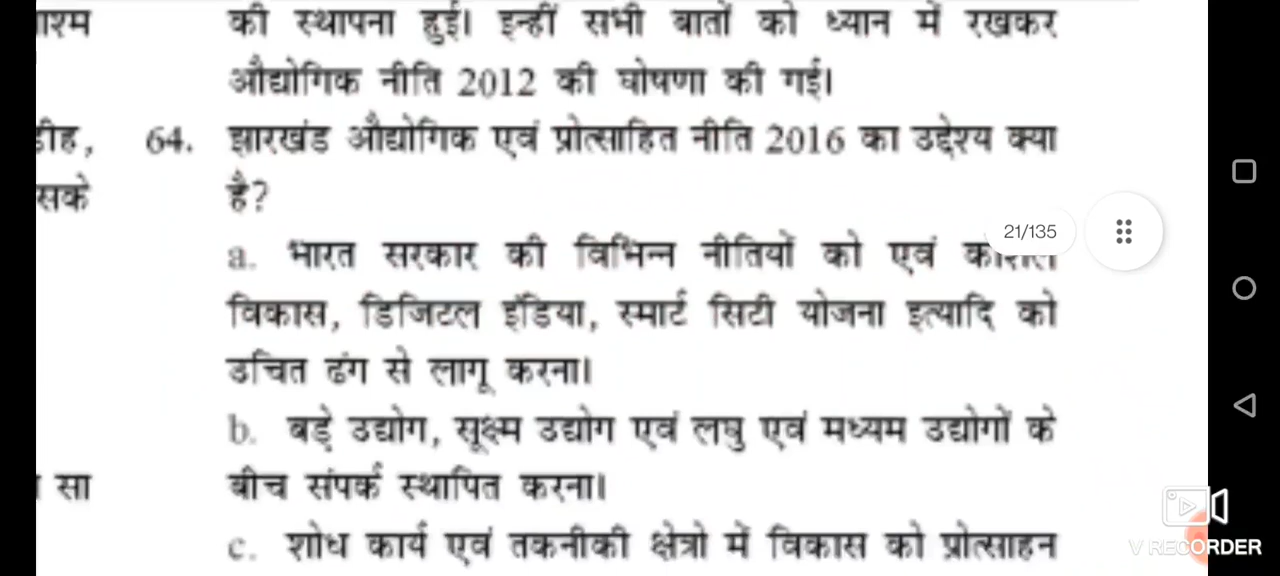 ाश्म
की स्थापना हुई। इन्हीं सभी बातों को ध्यान में रखकर
औद्योगिक नीति 2012 की घोषणा की गई।
डीह,
64. झारखंड औद्योगिक एवं प्रोत्साहित नीति 2016 का उद्देश्य क्या
सके
है?
21/135
a. भारत सरकार की विभिन्न नीतियों को एवं
विकास, डिजिटल इंडिया, स्मार्ट सिटी योजना इत्यादि को
उचित ढंग से लागू करना।
b. बड़े उद्योग, सूक्ष्म उद्योग एवं लघु एवं मध्यम उद्योगों के
सा
बीच संपर्क स्थापित करना।
c. शोध कार्य एवं तकनीकी क्षेत्रो में विकास को प्रोत्साहन
V RECORDER